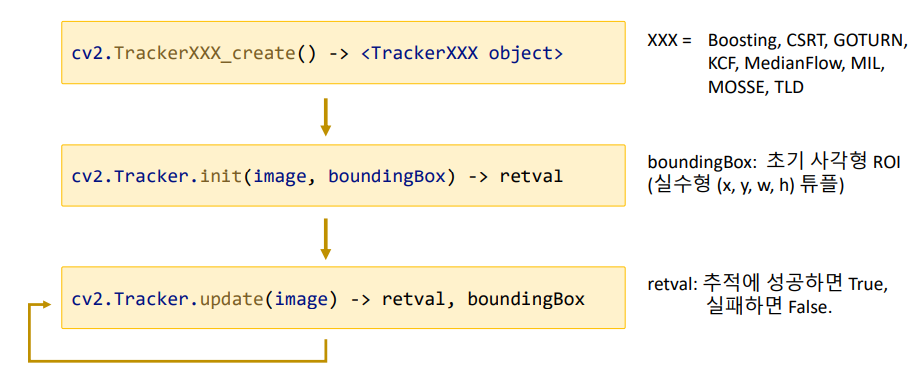 cv2.TrackerXXX_create() -> <TrackerXXX object>
XXX = Boosting, CSRT, GOTURN,
KCF, MedianFlow, MIL,
MOSSE, TLD
cv2.Tracker.init(image, boundingBox) -> retval
boundingBox: 초기 사각형 ROI
(실수형 (x, y, w, h) 튜플)
cv2.Tracker.update(image) -> retval, boundingBox
retval: 추적에 성공하면 True,
실패하면 False.